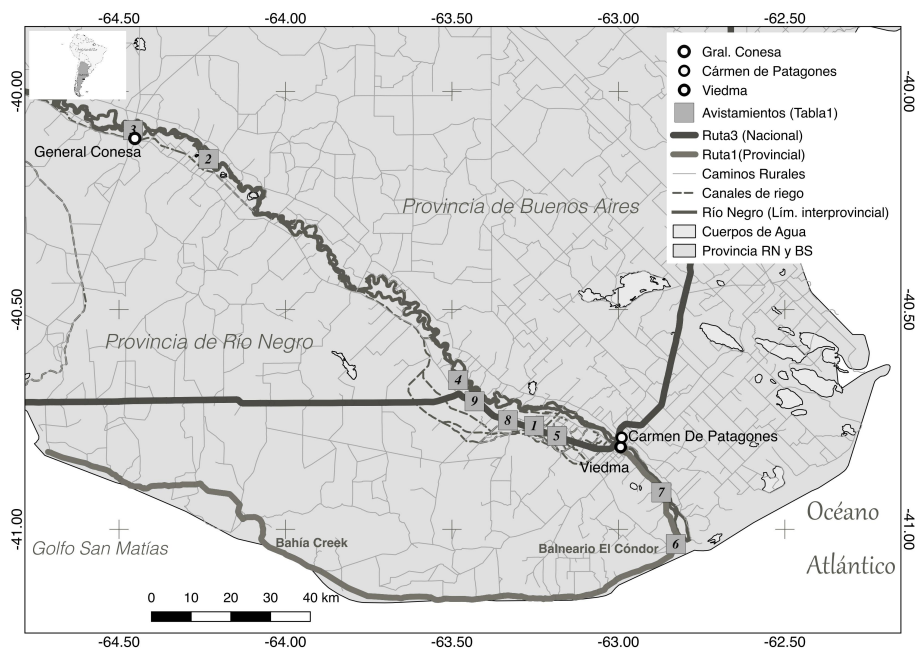 -64.50 -64.00 -63.50 -63.00 -62.50
-40.00 -40.00
Gral. Conesa
Cármen de Patagones
Viedma
Avistamientos (Tabla1)
Ruta3 (Nacional)
Ruta1(Provincial)
Caminos Rurales
Canales de riego
Río Negro (Lím. interprovincial)
Cuerpos de Agua
Provincia RN y BS
3
General Conesa
2
Provincia de Buenos Aires
-40.50 -40.50
Provincia de Río Negro
4
9
8
1
5
Carmen De Patagones
Viedma
7
6
Océano
Atlántico
-41.00 -41.00
Golfo San Matías
Bahía Creek
Balneario El Cóndor
0 10 20 30 40 km
-64.50 -64.00 -63.50 -63.00 -62.50